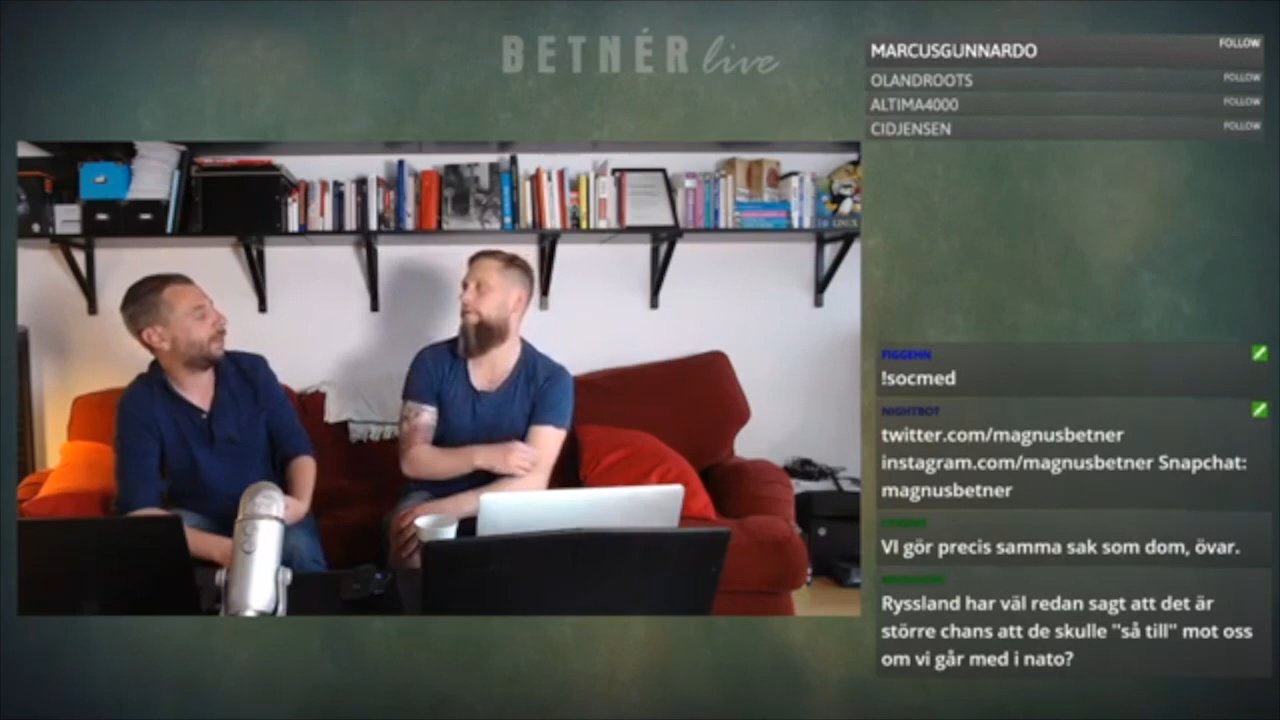 BETNÉR live
MARCUSGUNNARDO FOLLOW
OLANDROOTS FOLLOW
ALTIMA4000 FOLLOW
CIDJENSEN FOLLOW
LINUX
FIGGEHN
!socmed
NIGHTBOT
twitter.com/magnusbetner
instagram.com/magnusbetner Snapchat:
magnusbetner
VI gör precis samma sak som dom, övar.
Ryssland har väl redan sagt att det är
större chans att de skulle "så till" mot oss
om vi går med i nato?